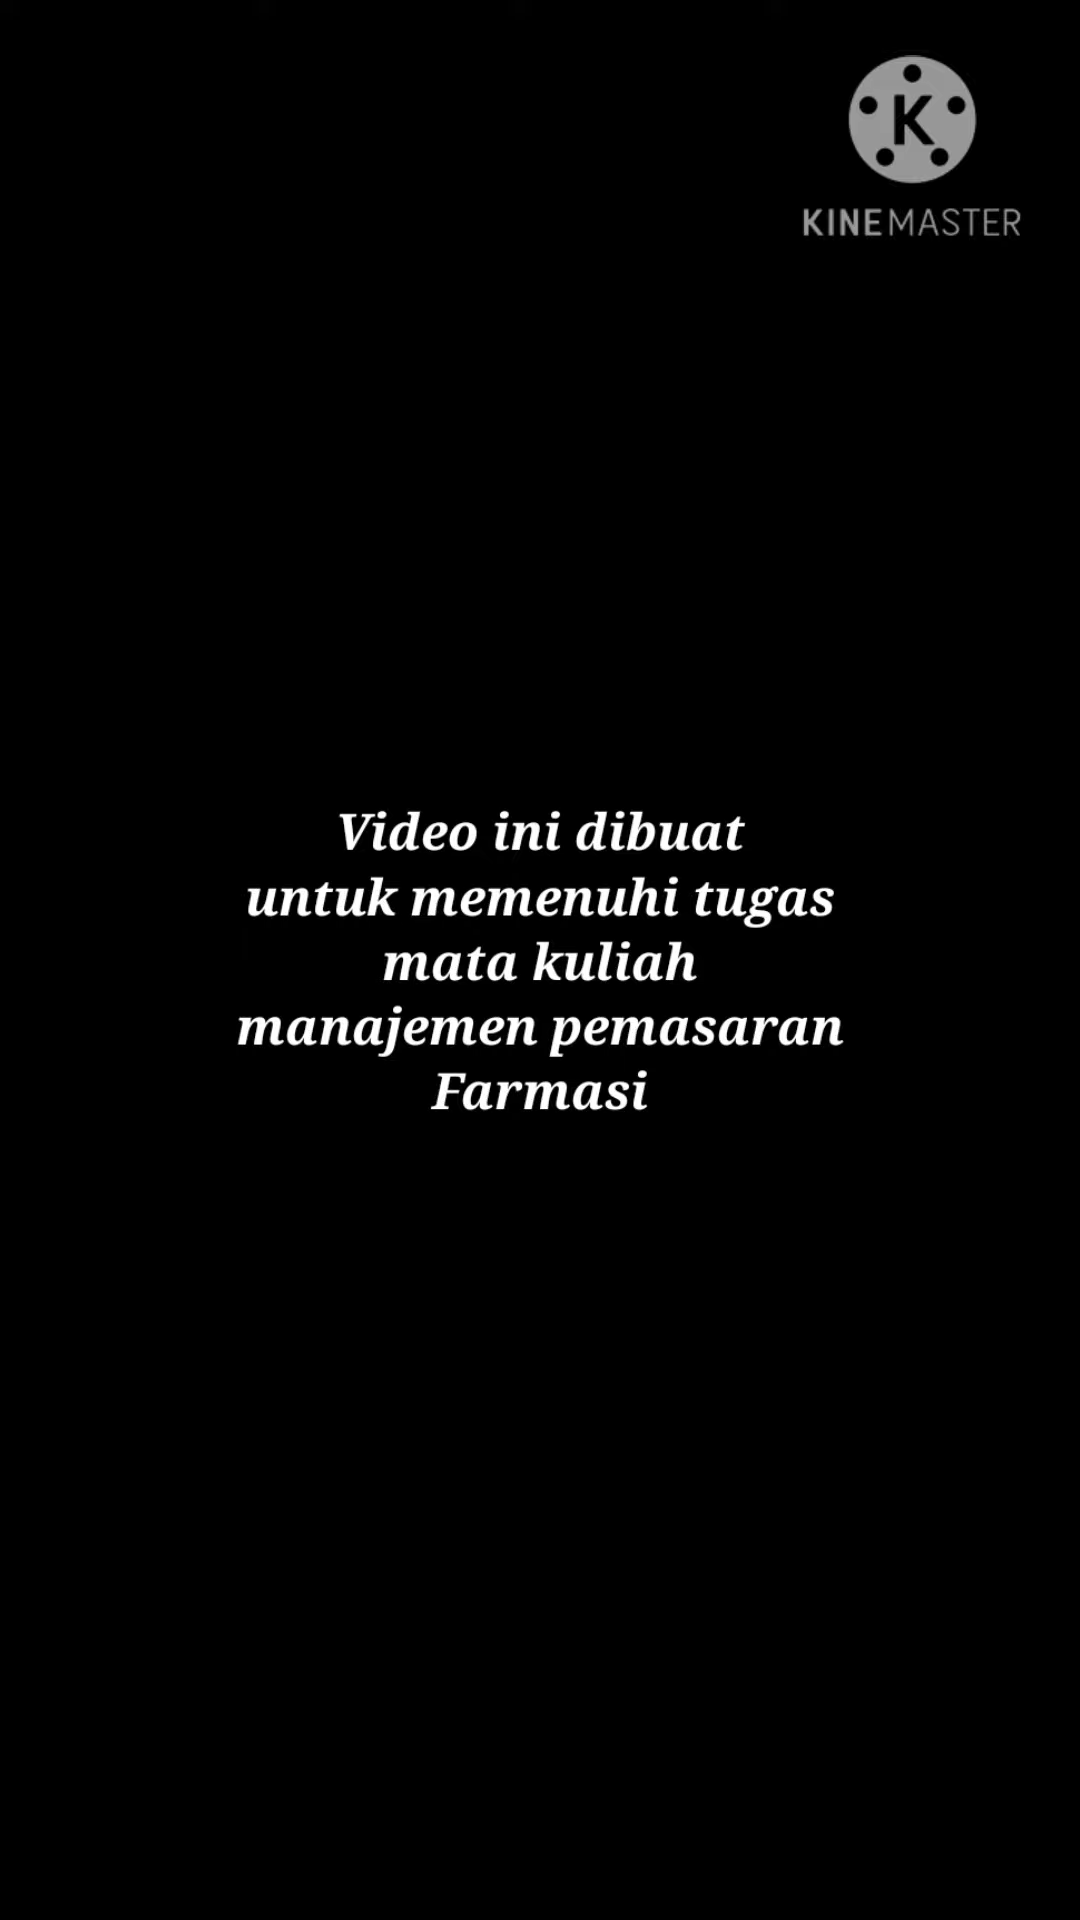 K
KINEMASTER
Video ini dibuat
untuk memenuhi tugas
mata kuliah
manajemen pemasaran
Farmasi